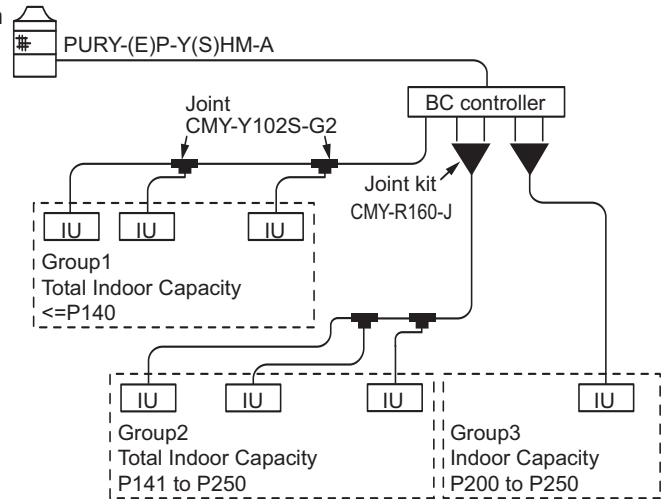 PURY-(E)P-Y(S)HM-A
BC controller
Joint
CMY-Y102S-G2
Joint kit
CMY-R160-J
IU IU IU
Group1
Total Indoor Capacity
<=P140
IU IU IU IU
Group2
Total Indoor Capacity
P141 to P250
Group3
Indoor Capacity
P200 to P250